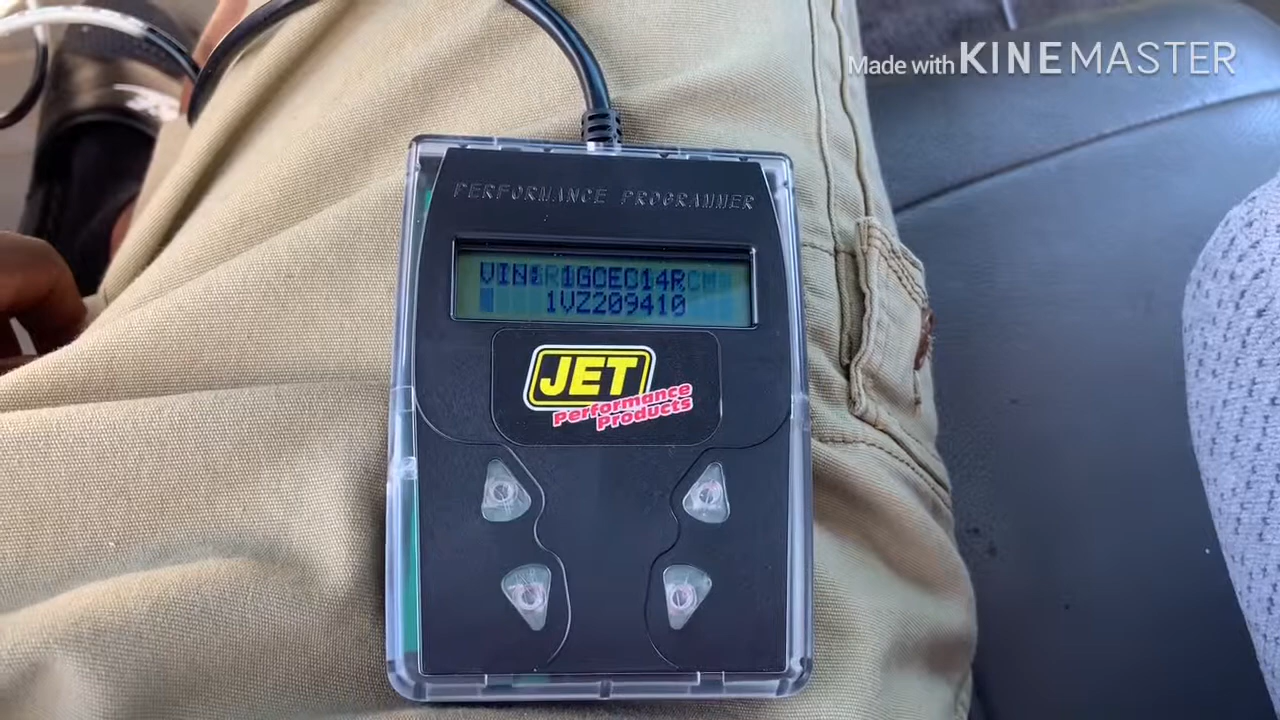 Made with KINEMASTER
PERFORMANCE PROGRAMMER
VIN: 1GCEC14R
1VZ209410
JET
Performance
Products